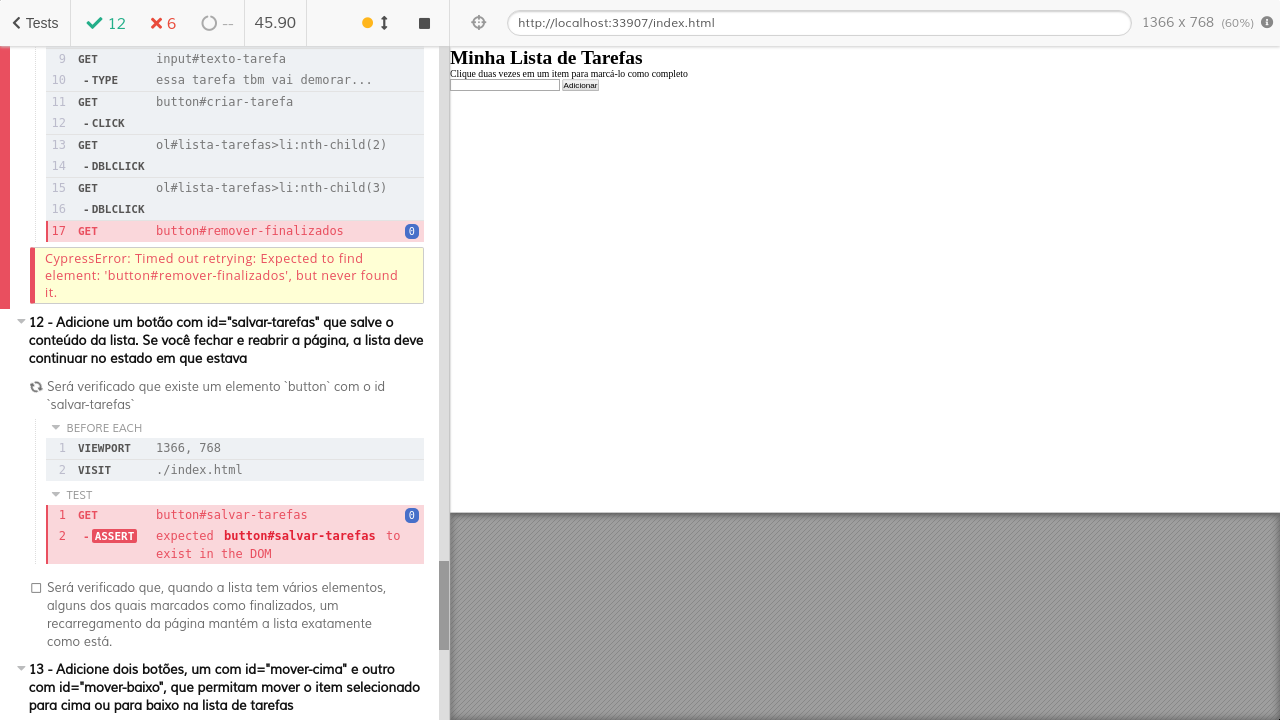 Tests 12 6 -- 45.90 http://localhost:33907/index.html 1366 x 768 (60%)
9 GET input#texto-tarefa
10 - TYPE essa tarefa tbm vai demorar...
11 GET button#criar-tarefa
12 - CLICK
13 GET ol#lista-tarefas>li:nth-child(2)
14 - DBLCLICK
15 GET ol#lista-tarefas>li:nth-child(3)
16 - DBLCLICK
17 GET button#remover-finalizados 0
CypressError: Timed out retrying: Expected to find
element: 'button#remover-finalizados', but never found
it.
12 - Adicione um botão com id="salvar-tarefas" que salve o
conteúdo da lista. Se você fechar e reabrir a página, a lista deve
continuar no estado em que estava
Será verificado que existe um elemento `button` com o id
`salvar-tarefas`
BEFORE EACH
1 VIEWPORT 1366, 768
2 VISIT ./index.html
TEST
1 GET button#salvar-tarefas 0
2 - ASSERT expected button#salvar-tarefas to
exist in the DOM
Será verificado que, quando a lista tem vários elementos,
alguns dos quais marcados como finalizados, um
recarregamento da página mantém a lista exatamente
como está.
13 - Adicione dois botões, um com id="mover-cima" e outro
com id="mover-baixo", que permitam mover o item selecionado
para cima ou para baixo na lista de tarefas
Minha Lista de Tarefas
Clique duas vezes em um item para marcá-lo como completo
Adicionar